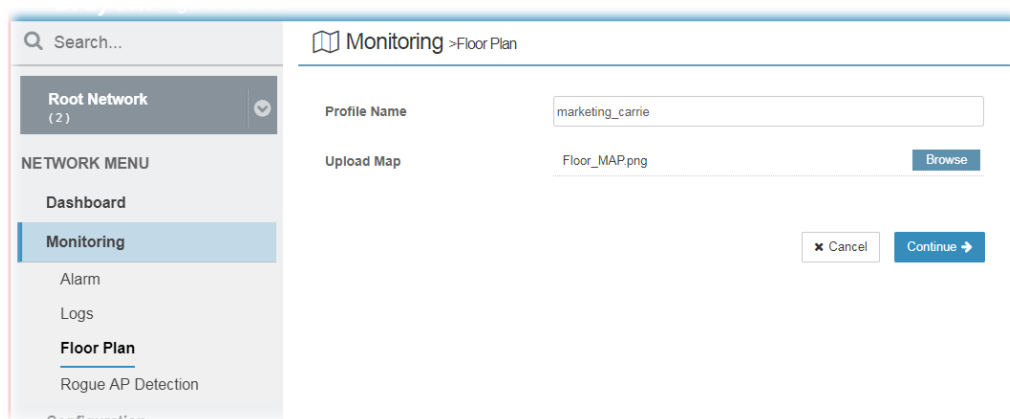 Search...
Monitoring >Floor Plan
Root Network
(2)
Profile Name
marketing_carrie
NETWORK MENU
Upload Map
Floor_MAP.png
Browse
Dashboard
Monitoring
Cancel
Continue
Alarm
Logs
Floor Plan
Rogue AP Detection
Configuration